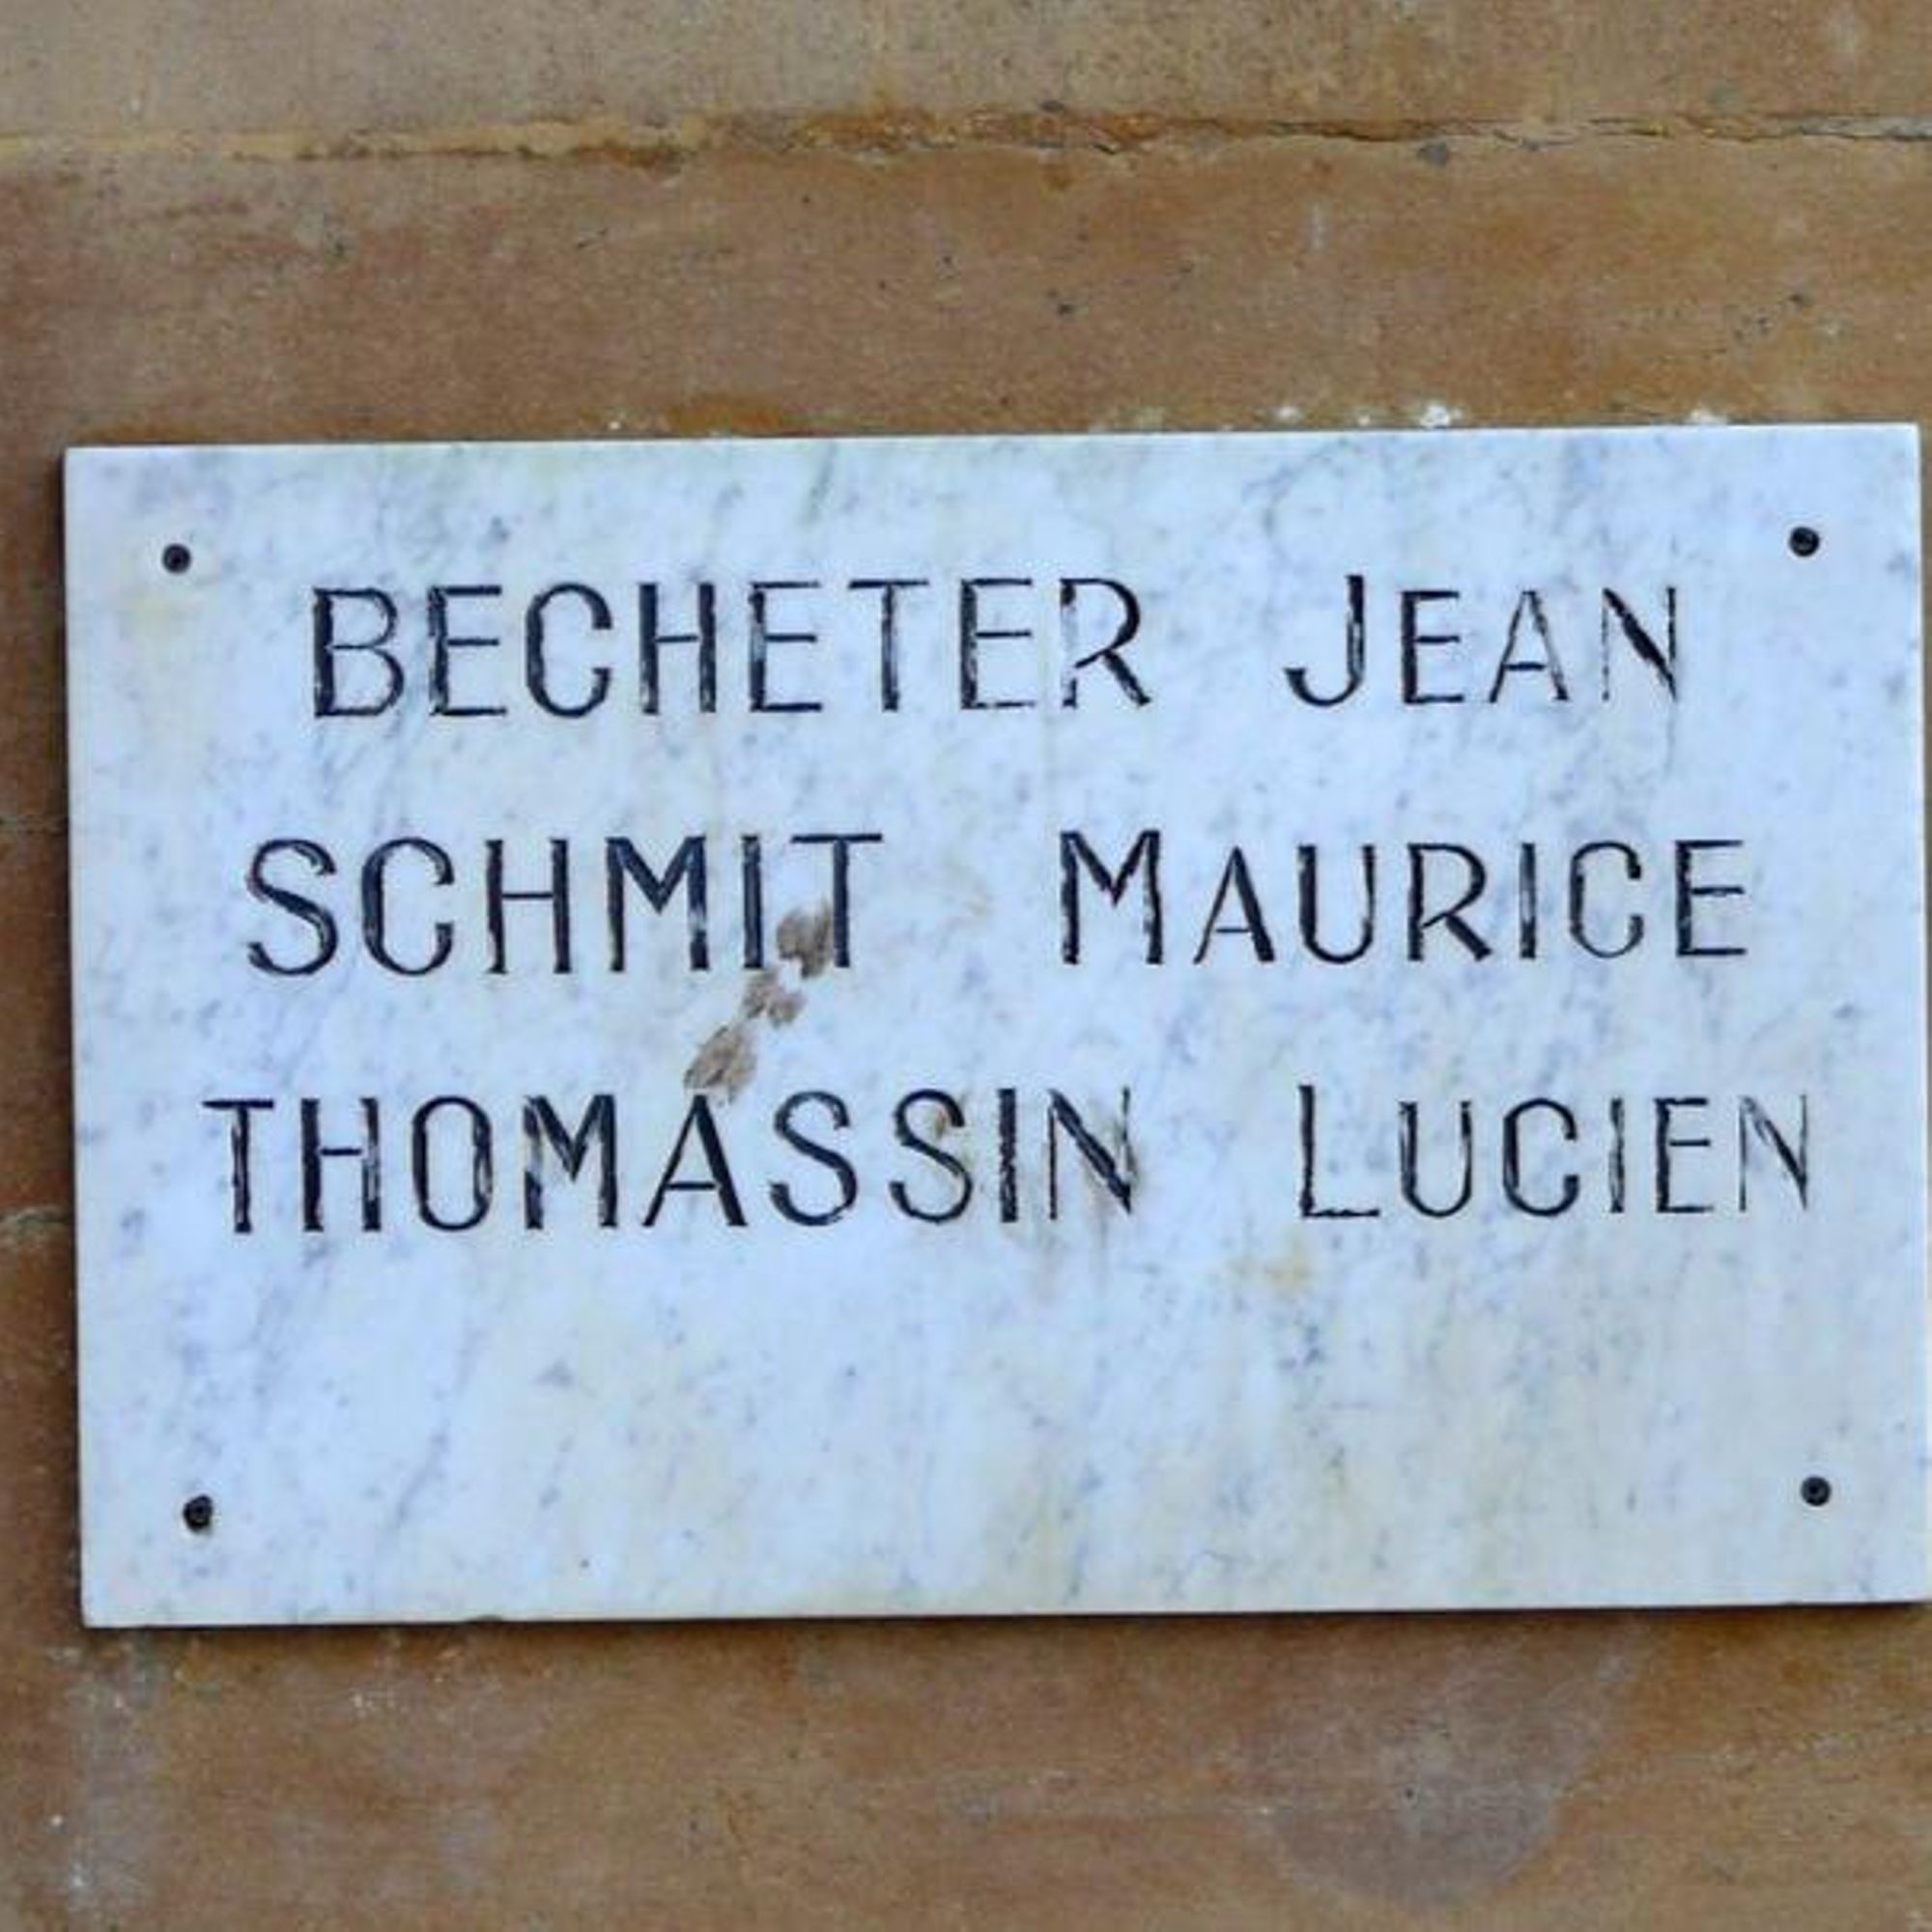 BECHETER JEAN
SCHMIT MAURICE
THOMASSIN LUCIEN